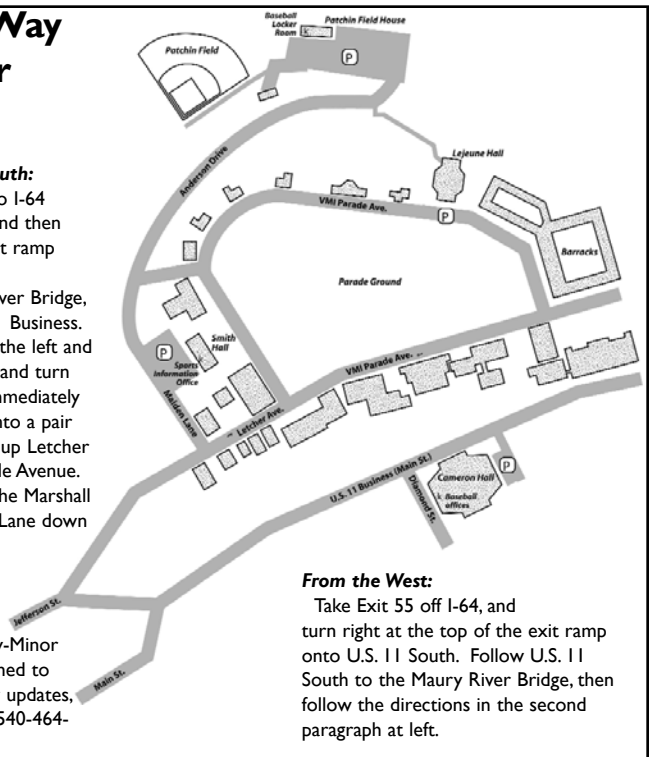 Way
r
uth:
o I-64
nd then
t ramp
ver Bridge,
Business.
the left and
and turn
mmediately
nto a pair
up Letcher
le Avenue.
the Marshall
Lane down
y-Minor
ned to
updates,
540-464-
Baseball
Locker
Room
k
Patchin Field House
P
Patchin Field
Anderson Drive
Lejeune Hall
VMI Parade Ave.
P
Barracks
Parade Ground
Smith
Hall
P
Sports
Information
Office
Maiden Lane
VMI Parade Ave.
Letcher Ave.
U.S. 11 Business (Main St.)
Diamond St.
Cameron Hall
k Baseball
offices
P
Jefferson St.
Main St.
From the West:
Take Exit 55 off I-64, and
turn right at the top of the exit ramp
onto U.S. 11 South. Follow U.S. 11
South to the Maury River Bridge, then
follow the directions in the second
paragraph at left.